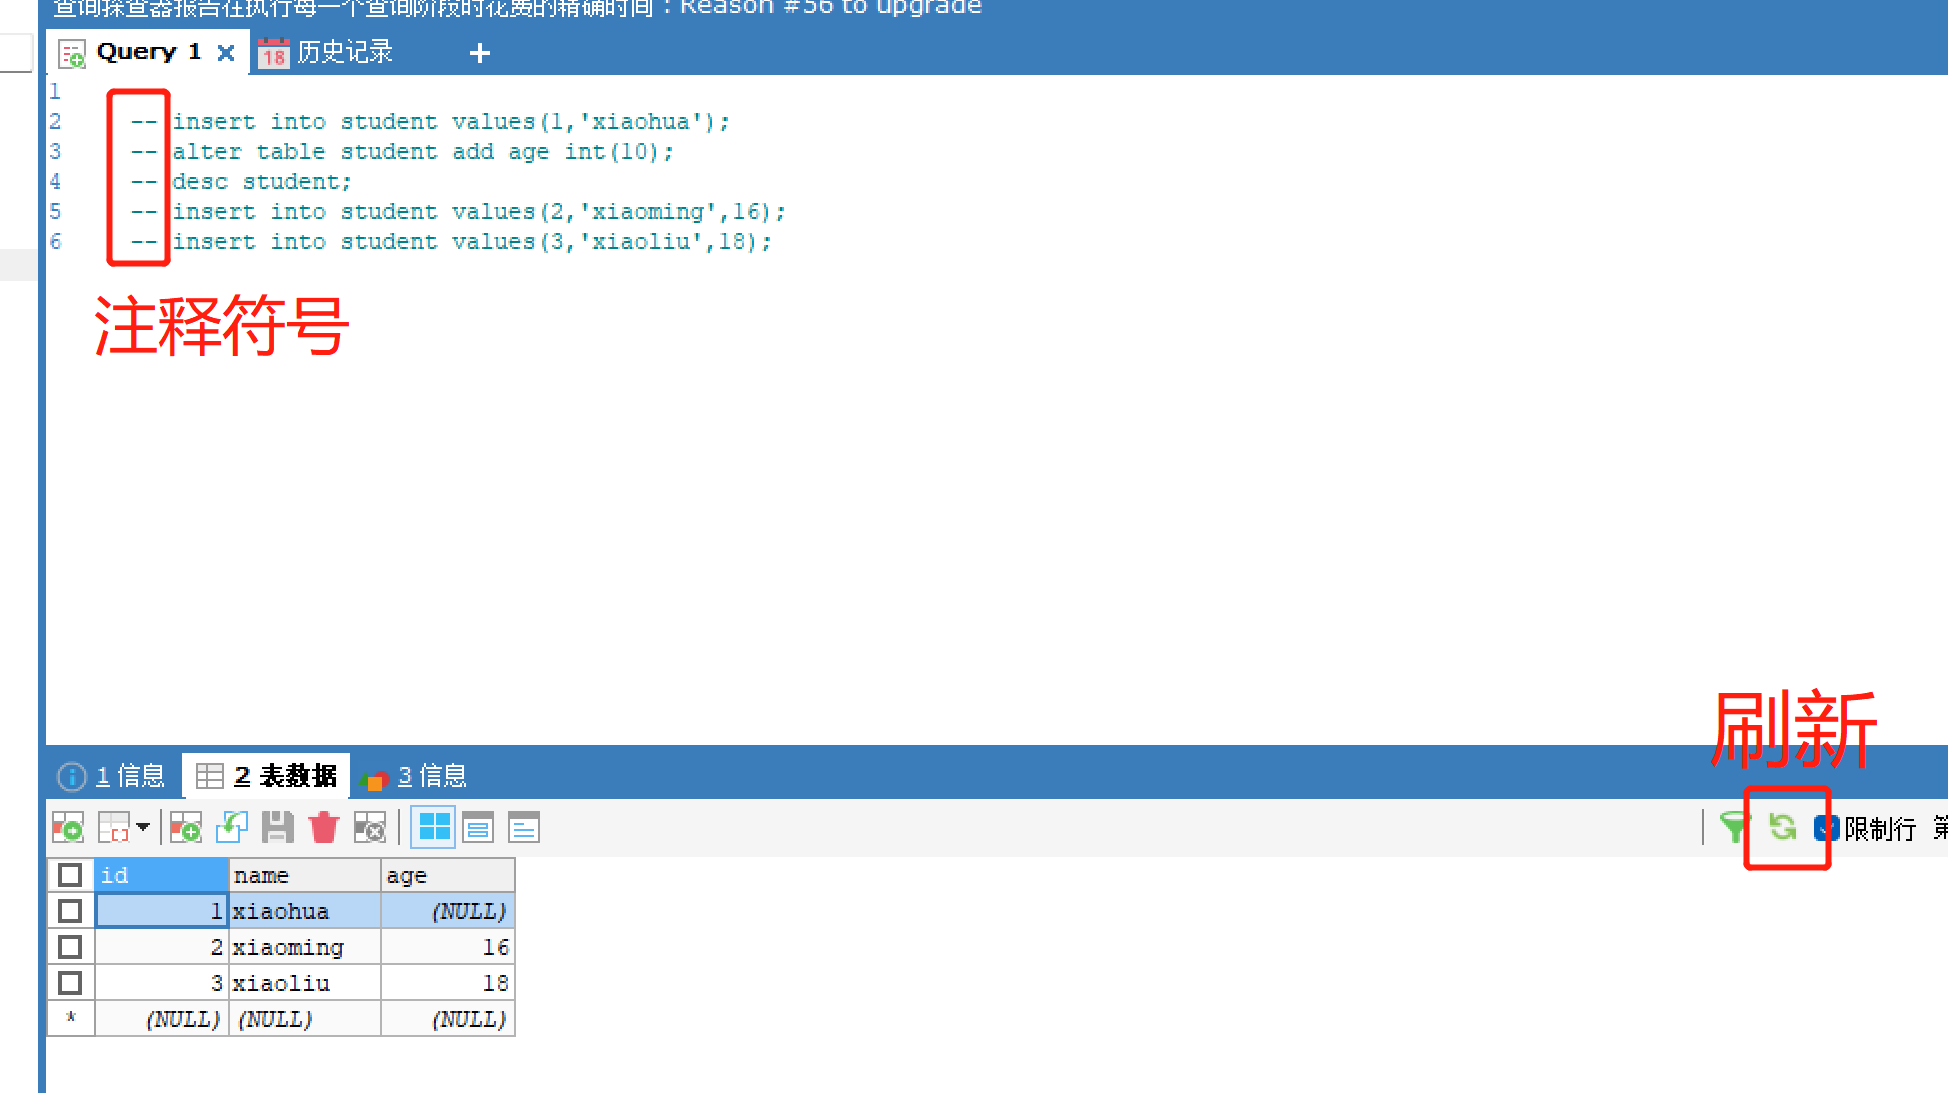 查询探查器报告在执行每一个查询阶段时花费的精确时间：Reason #56 to upgrade
Query 1 历史记录 +
1
2 -- insert into student values(1,'xiaohua');
3 -- alter table student add age int(10);
4 -- desc student;
5 -- insert into student values(2,'xiaoming',16);
6 -- insert into student values(3,'xiaoliu',18);
注释符号
刷新
1 信息 2 表数据 3 信息
限制行 第
id name age
1 xiaohua (NULL)
2 xiaoming 16
3 xiaoliu 18
* (NULL) (NULL) (NULL)